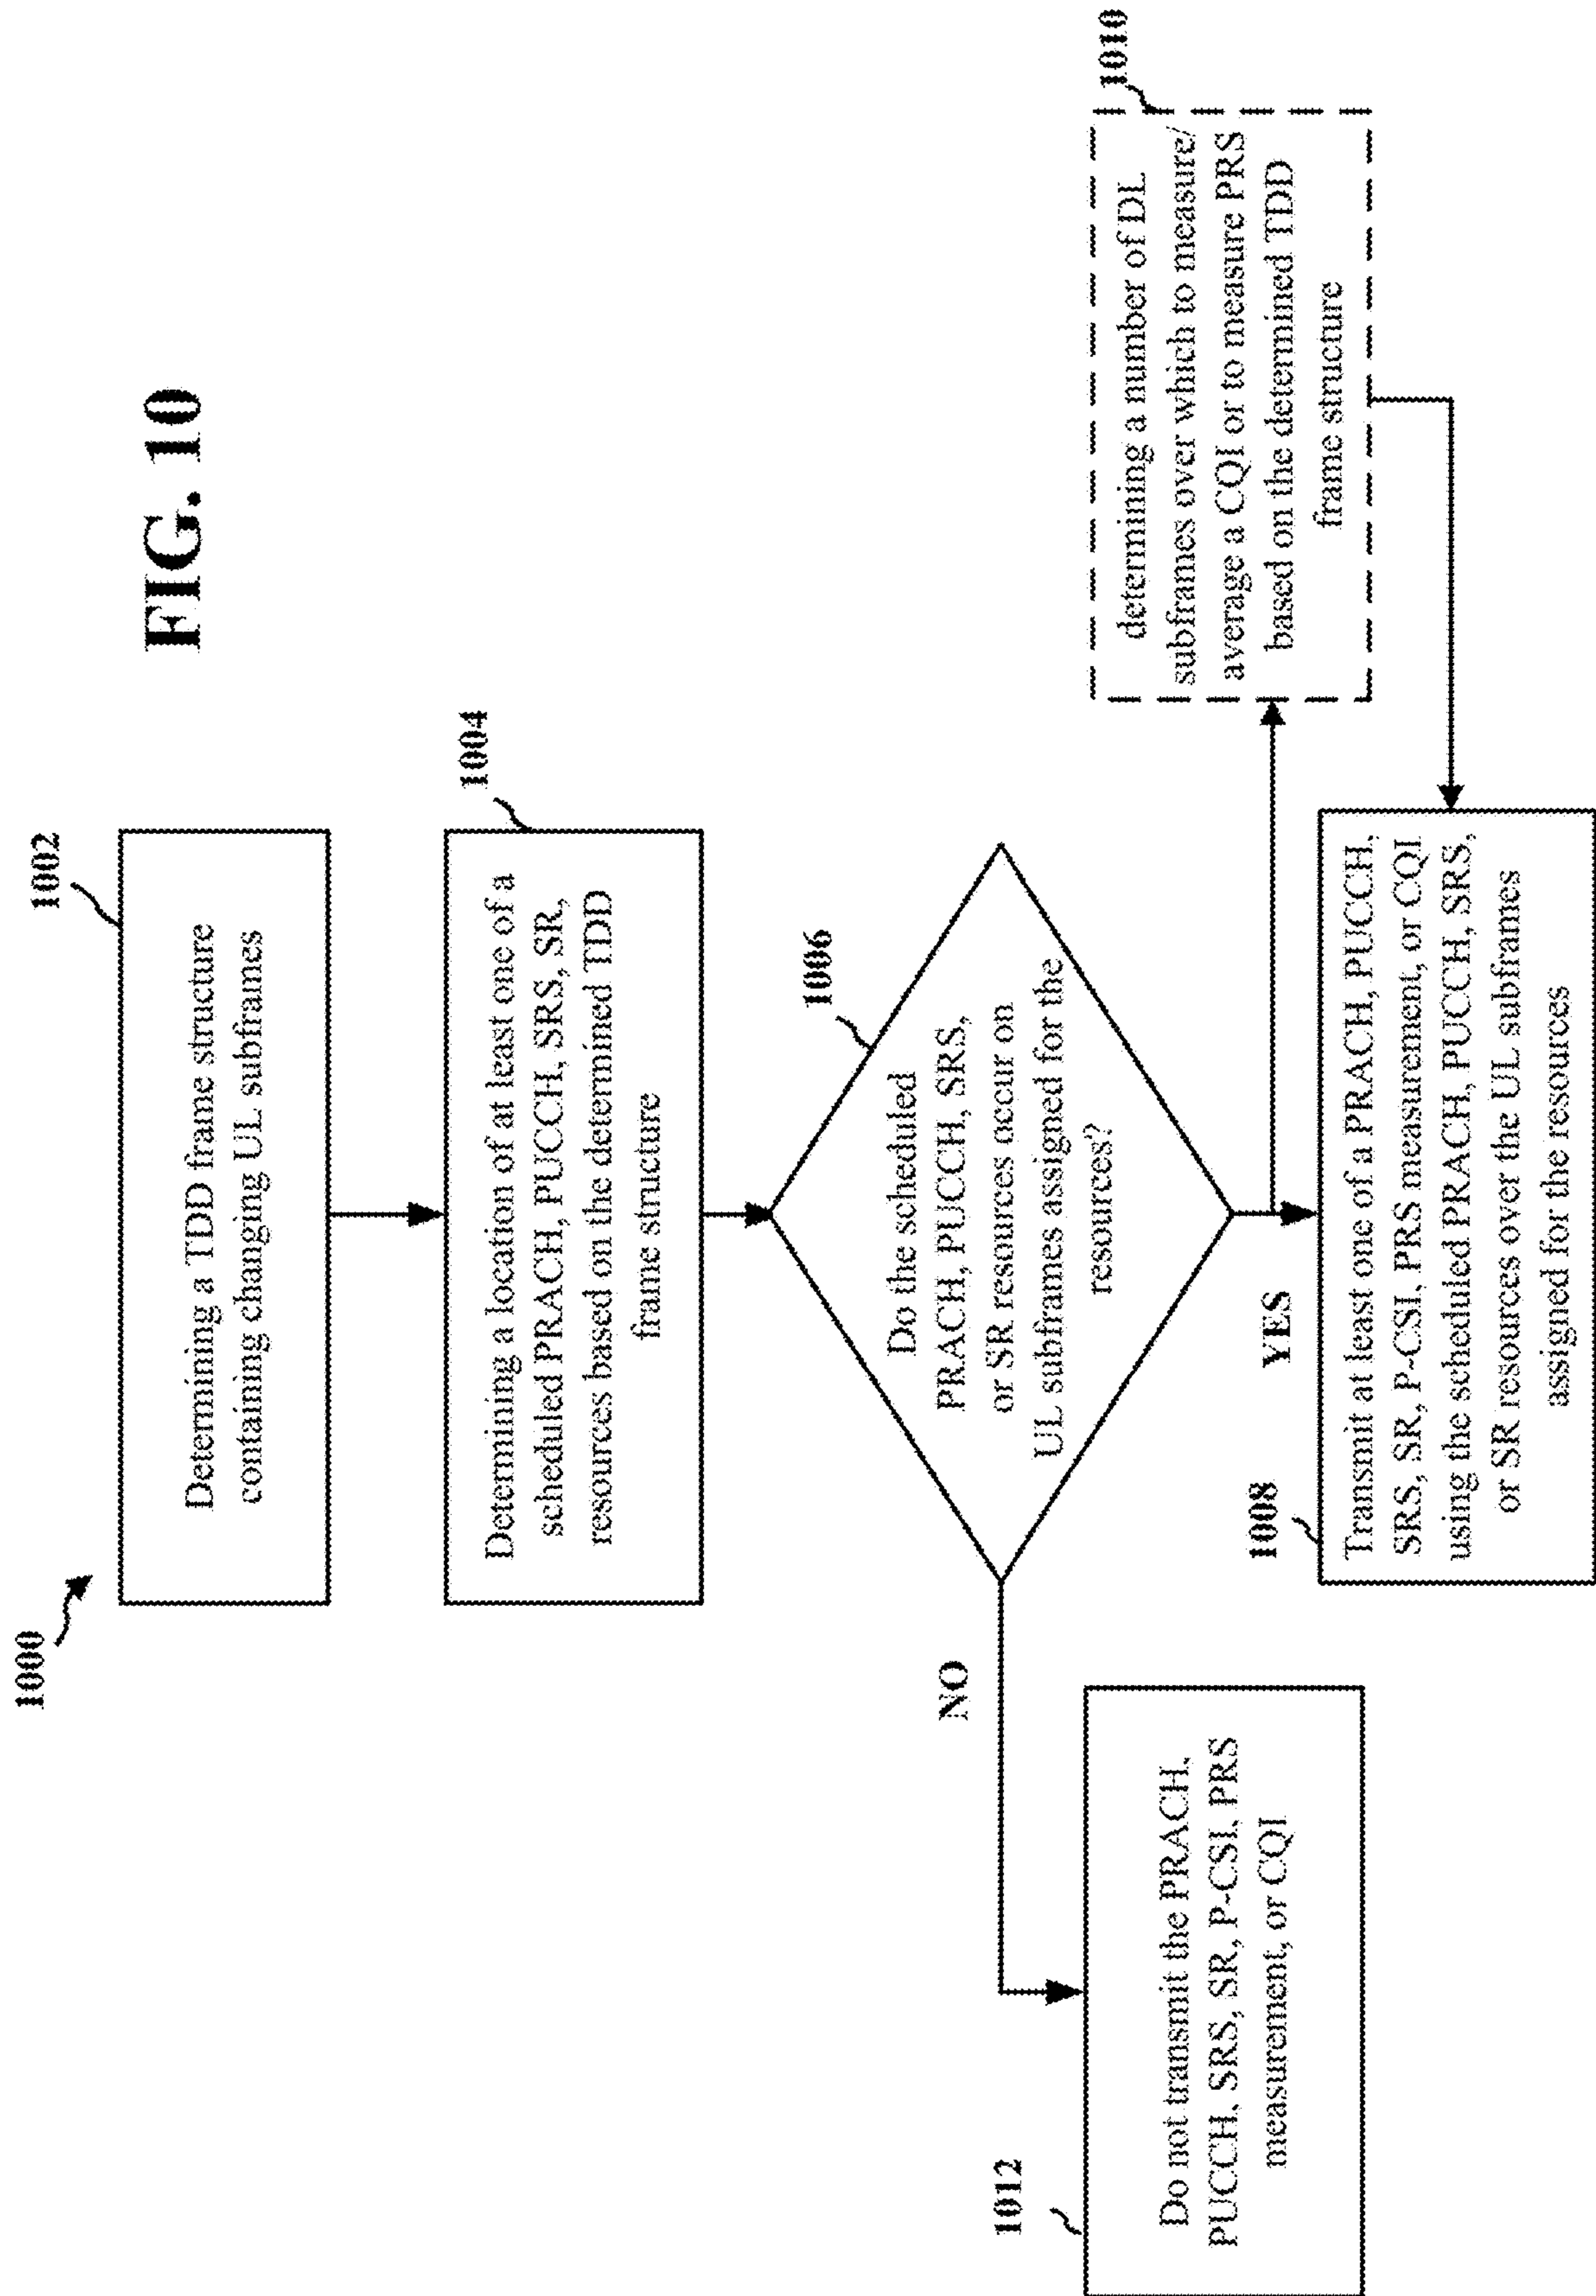 FIG. 10
1000
1002
Determining a TDD frame structure
containing changing UL subframes
1004
Determining a location of at least one of a
scheduled PRACH, PUCCH, SRS, SR,
resources based on the determined TDD
frame structure
1006
Do the scheduled
PRACH, PUCCH, SRS,
or SR resources occur on
UL subframes assigned for the
resources?
NO
YES
1012
Do not transmit the PRACH,
PUCCH, SRS, SR, P-CSI, PRS
measurement, or CQI
1008
Transmit at least one of a PRACH, PUCCH,
SRS, SR, P-CSI, PRS measurement, or CQI
using the scheduled PRACH, PUCCH, SRS,
or SR resources over the UL subframes
assigned for the resources
1010
determining a number of DL
subframes over which to measure/
average a CQI or to measure PRS
based on the determined TDD
frame structure